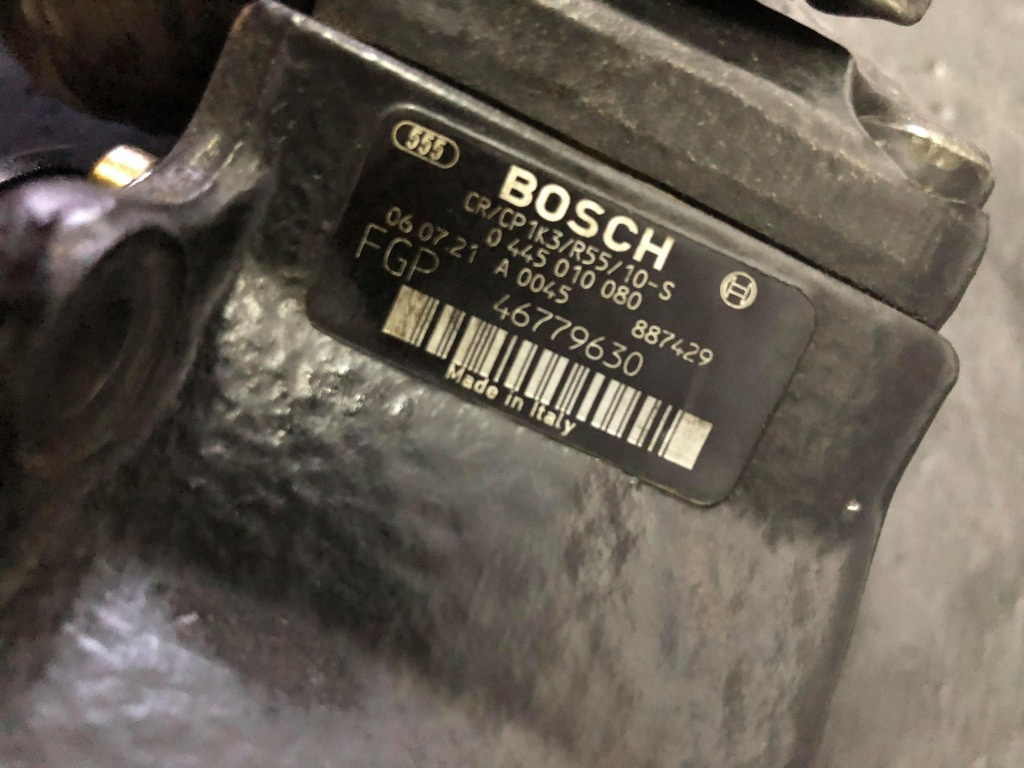 555
BOSCH
CR/CP1K3/R55/10-S
0 445 010 080
06 07.21 A 0045 887429
FGP 46779630
Made in Italy